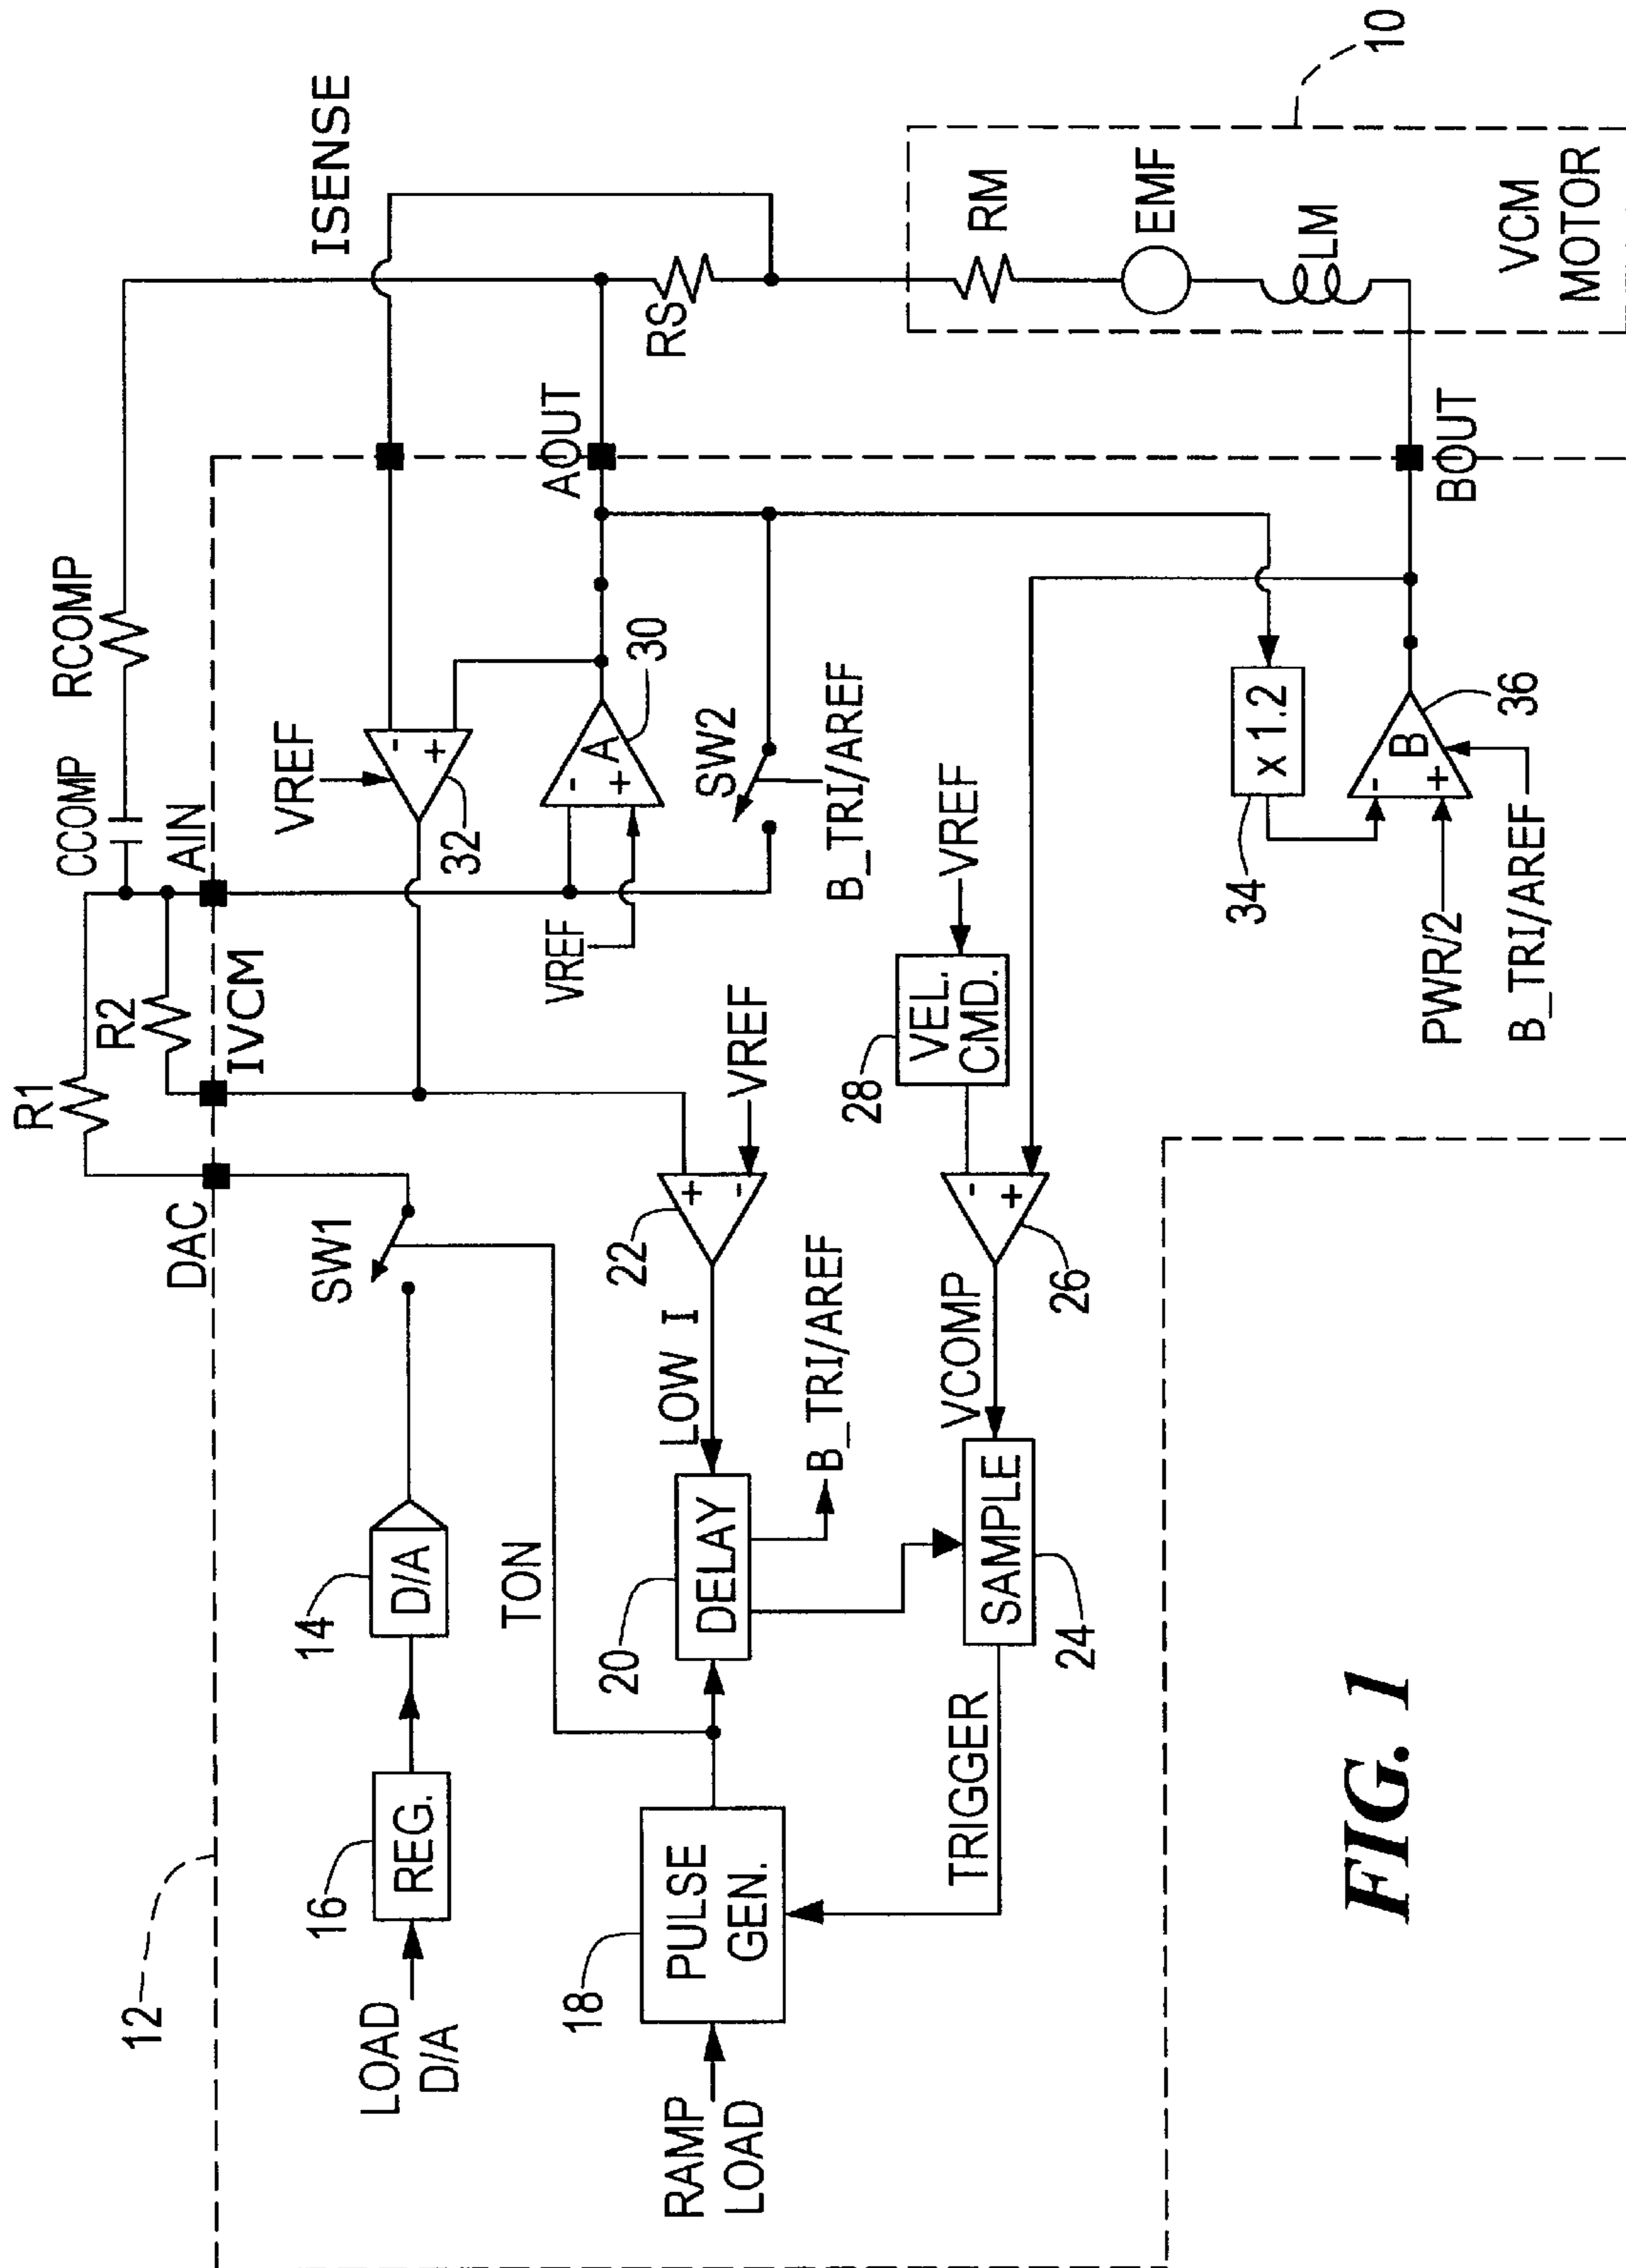 12
LOAD
D/A
16
REG.
14
D/A
SW1
DAC
R1
R2
IVCM
AIN
CCOMP
RCOMP
ISENSE
VREF
32
-
+
AOUT
RS
A
-
+
30
VREF
SW2
B_TRI/AREF
TON
RAMP
LOAD
18
PULSE
GEN.
20
DELAY
LOW I
22
+
-
VREF
B_TRI/AREF
TRIGGER
SAMPLE
24
VCOMP
26
-
+
28
VEL.
CMD.
VREF
34
x 1.2
B
-
+
36
PWR/2
B_TRI/AREF
BOUT
10
RM
EMF
LM
VCM
MOTOR
FIG. 1